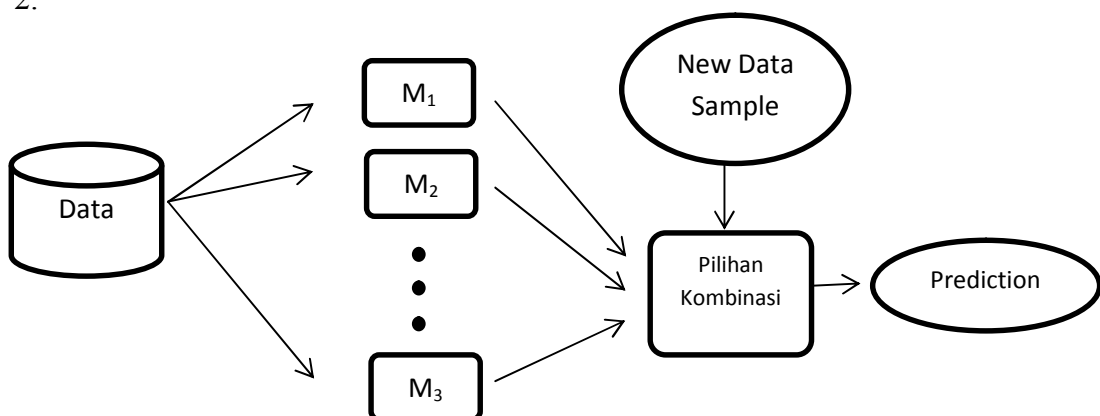 2.
M₁
New Data
Sample
M₂
Data
Pilihan
Kombinasi
Prediction
M₃